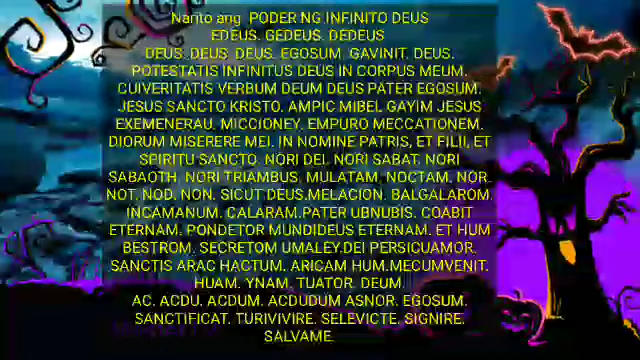 Narito ang PODER NG INFINITO DEUS
EDEUS. GEDEUS. DEDEUS
DEUS. DEUS. DEUS. EGOSUM. GAVINIT. DEUS.
POTESTATIS INFINITUS DEUS IN CORPUS MEUM.
CUIVERITATIS VERBUM DEUM DEUS PATER EGOSUM.
JESUS SANCTO KRISTO. AMPIC MIBEL GAYIM JESUS
EXEMENERAU. MICCIONEY. EMPURO MECCATIONEM.
DIORUM MISERERE MEI. IN NOMINE PATRIS, ET FILII, ET
SPIRITU SANCTO. NORI DEI. NORI SABAT. NORI
SABAOTH. NORI TRIAMBUS. MULATAM. NOCTAM. NOR.
NOT. NOD. NON. SICUT DEUS.MELACION. BALGALAROM.
INCAMANUM. CALARAM.PATER UBNUBIS. COABIT
ETERNAM. PONDETOR MUNDIDEUS ETERNAM. ET HUM
BESTROM. SECRETOM UMALEY.DEI PERSICUAMOR.
SANCTIS ARAC HACTUM. ARICAM HUM.MECUMVENIT.
HUAM. YNAM. TUATOR. DEUM.
AC. ACDU. ACDUM. ACDUDUM ASNOR. EGOSUM.
SANCTIFICAT. TURIVIVIRE. SELEVICTE. SIGNIRE.
SALVAME.